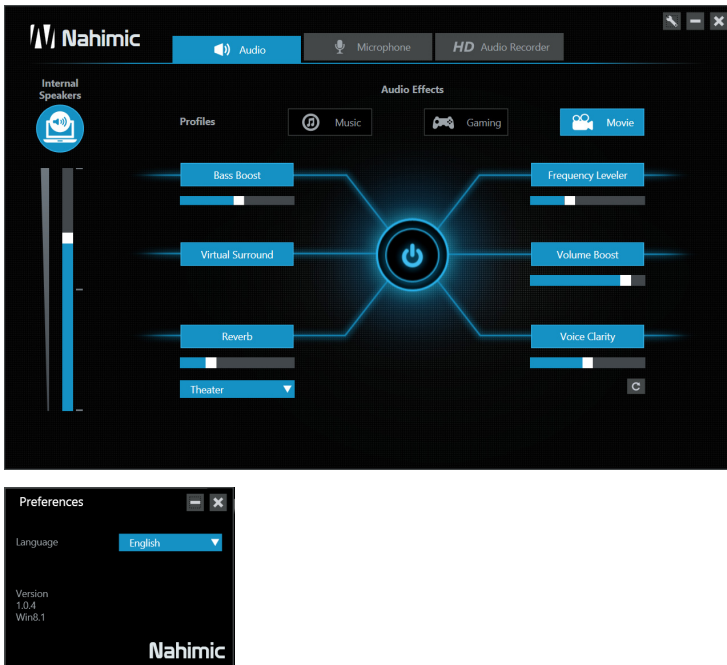 Nahimic
Audio
Microphone
HD Audio Recorder
Internal
Speakers
Audio Effects
Profiles
Music
Gaming
Movie
Bass Boost
Frequency Leveler
Virtual Surround
Volume Boost
Reverb
Voice Clarity
Theater
Preferences
Language
English
Version
1.0.4
Win8.1
Nahimic